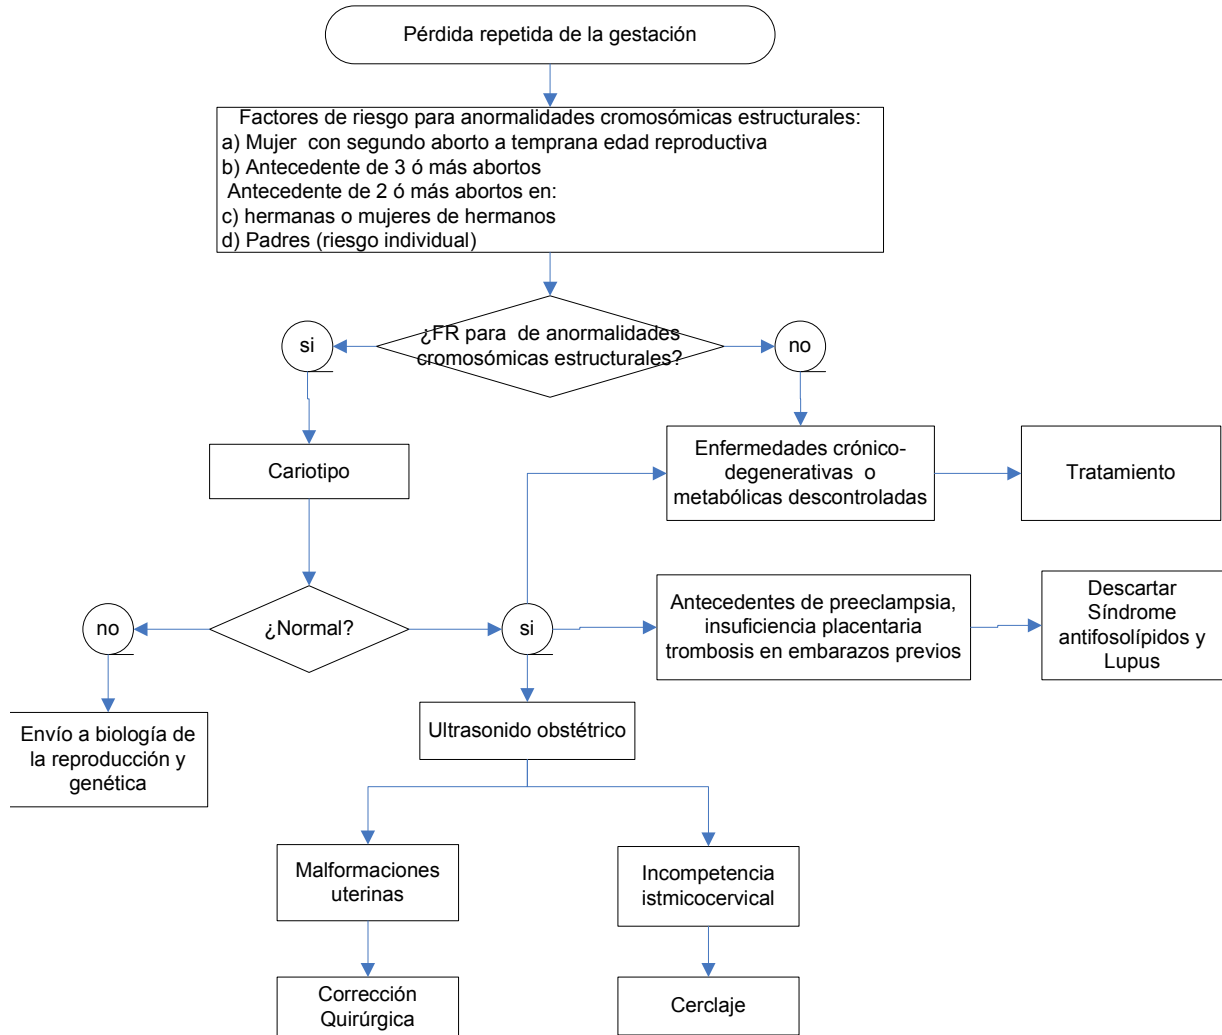 Pérdida repetida de la gestación
Factores de riesgo para anormalidades cromosómicas estructurales:
a) Mujer con segundo aborto a temprana edad reproductiva
b) Antecedente de 3 ó más abortos
Antecedente de 2 ó más abortos en:
c) hermanas o mujeres de hermanos
d) Padres (riesgo individual)
¿FR para de anormalidades
cromosómicas estructurales?
si
no
Cariotipo
Enfermedades crónico-
degenerativas o
metabólicas descontroladas
Tratamiento
¿Normal?
no
si
Antecedentes de preeclampsia,
insuficiencia placentaria
trombosis en embarazos previos
Descartar
Síndrome
antifosolípidos y
Lupus
Envío a biología de
la reproducción y
genética
Ultrasonido obstétrico
Malformaciones
uterinas
Incompetencia
istmicocervical
Corrección
Quirúrgica
Cerclaje